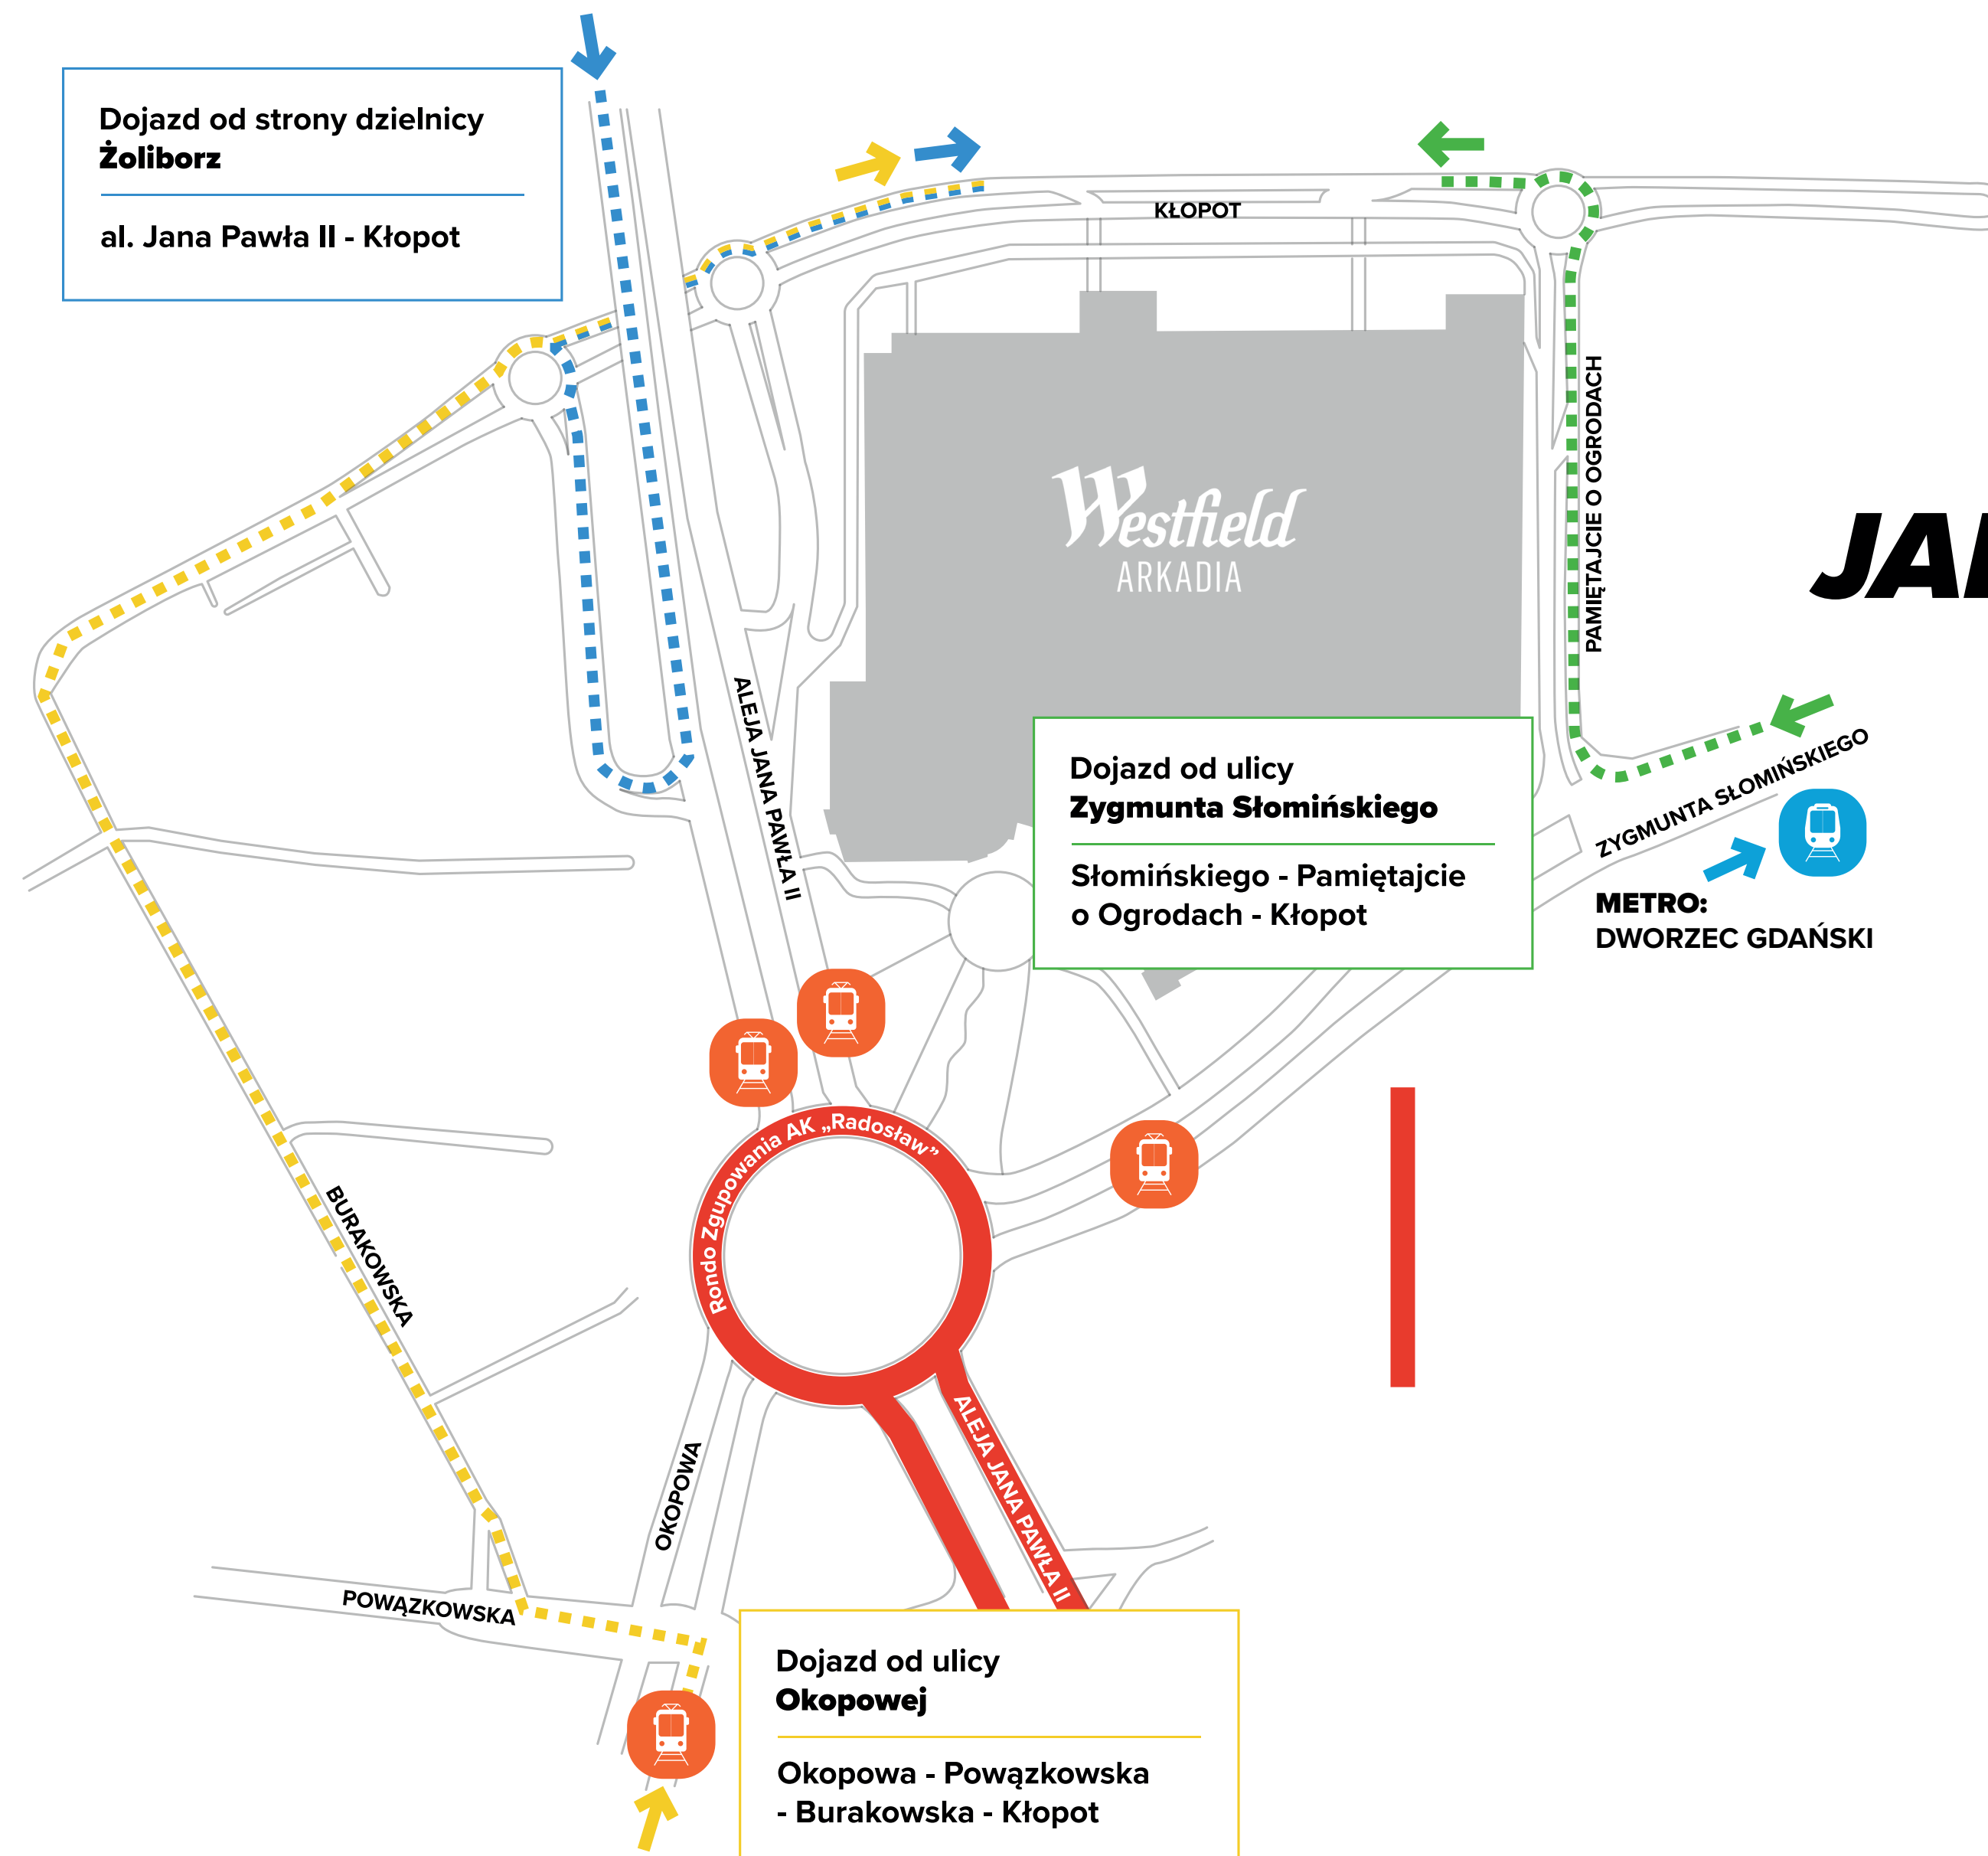 Dojazd od strony dzielnicy
Żoliborz
al. Jana Pawła II - Kłopot
KŁOPOT
PAMIĘTAJCIE O OGRODACH
Westfield
ARKADIA
JA
ALEJA JANA PAWŁA II
Dojazd od ulicy
Zygmunta Słomińskiego
Słomińskiego - Pamiętajcie
o Ogrodach - Kłopot
ZYGMUNTA SŁOMIŃSKIEGO
METRO:
DWORZEC GDAŃSKI
Rondo Zgupowania AK „Radosław”
BURAKOWSKA
OKOPOWA
ALEJA JANA PAWŁA II
POWĄZKOWSKA
Dojazd od ulicy
Okopowej
Okopowa - Powązkowska
- Burakowska - Kłopot